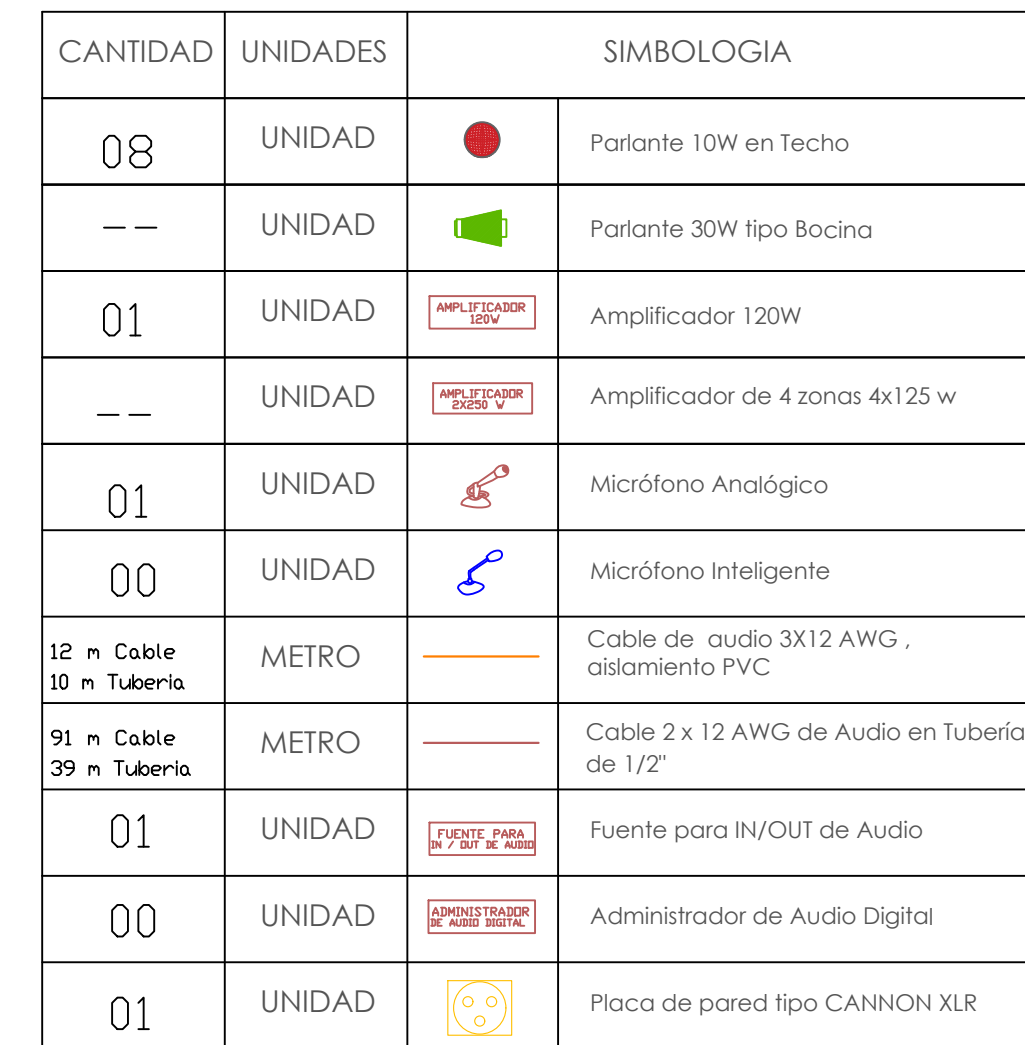 CANTIDAD UNIDADES SIMBOLOGIA
08 UNIDAD Parlante 10W en Techo
-- UNIDAD Parlante 30W tipo Bocina
01 UNIDAD AMPLIFICADOR
120W Amplificador 120W
-- UNIDAD AMPLIFICADOR
2X250 W Amplificador de 4 zonas 4x125 w
01 UNIDAD Micrófono Analógico
00 UNIDAD Micrófono Inteligente
12 m Cable
10 m Tuberia
METRO
Cable de audio 3X12 AWG ,
aislamiento PVC
91 m Cable
39 m Tuberia
METRO
Cable 2 x 12 AWG de Audio en Tubería
de 1/2"
01 UNIDAD FUENTE PARA
IN / OUT DE AUDIO Fuente para IN/OUT de Audio
00 UNIDAD ADMINISTRADOR
DE AUDIO DIGITAL Administrador de Audio Digital
01 UNIDAD Placa de pared tipo CANNON XLR